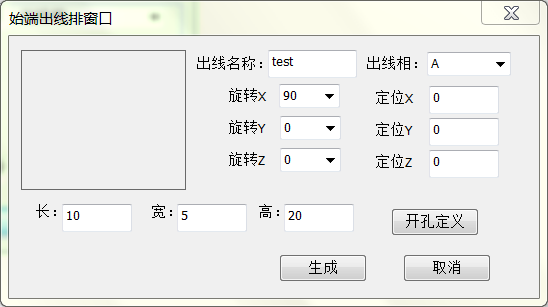 始端出线排窗口
出线名称： test 出线相： A
旋转X 90 定位X 0
旋转Y 0 定位Y 0
旋转Z 0 定位Z 0
长： 10 宽： 5 高： 20 开孔定义
生成 取消